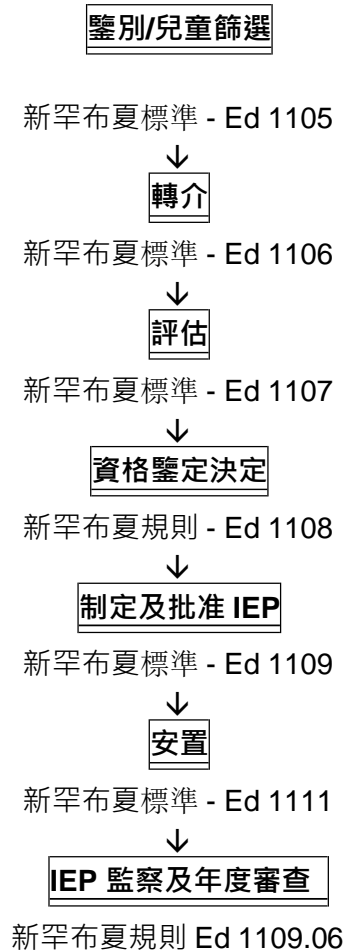 鑒別/兒童篩選
新罕布夏標準 - Ed 1105
↓
轉介
新罕布夏標準 - Ed 1106
↓
評估
新罕布夏標準 - Ed 1107
↓
資格鑒定決定
新罕布夏規則 - Ed 1108
↓
制定及批准 IEP
新罕布夏標準 - Ed 1109
↓
安置
新罕布夏標準 - Ed 1111
↓
IEP 監察及年度審查
新罕布夏規則 Ed 1109.06